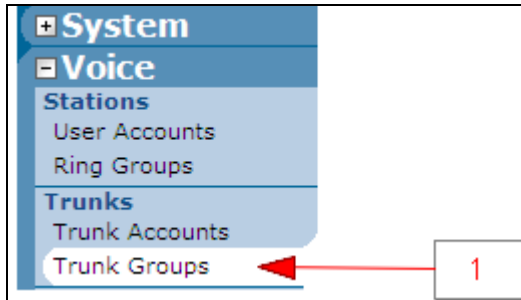 System
Voice
Stations
User Accounts
Ring Groups
Trunks
Trunk Accounts
Trunk Groups 1